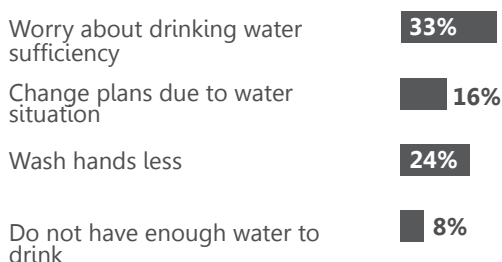 Worry about drinking water
sufficiency
33%
Change plans due to water
situation
16%
Wash hands less
24%
Do not have enough water to
drink
8%